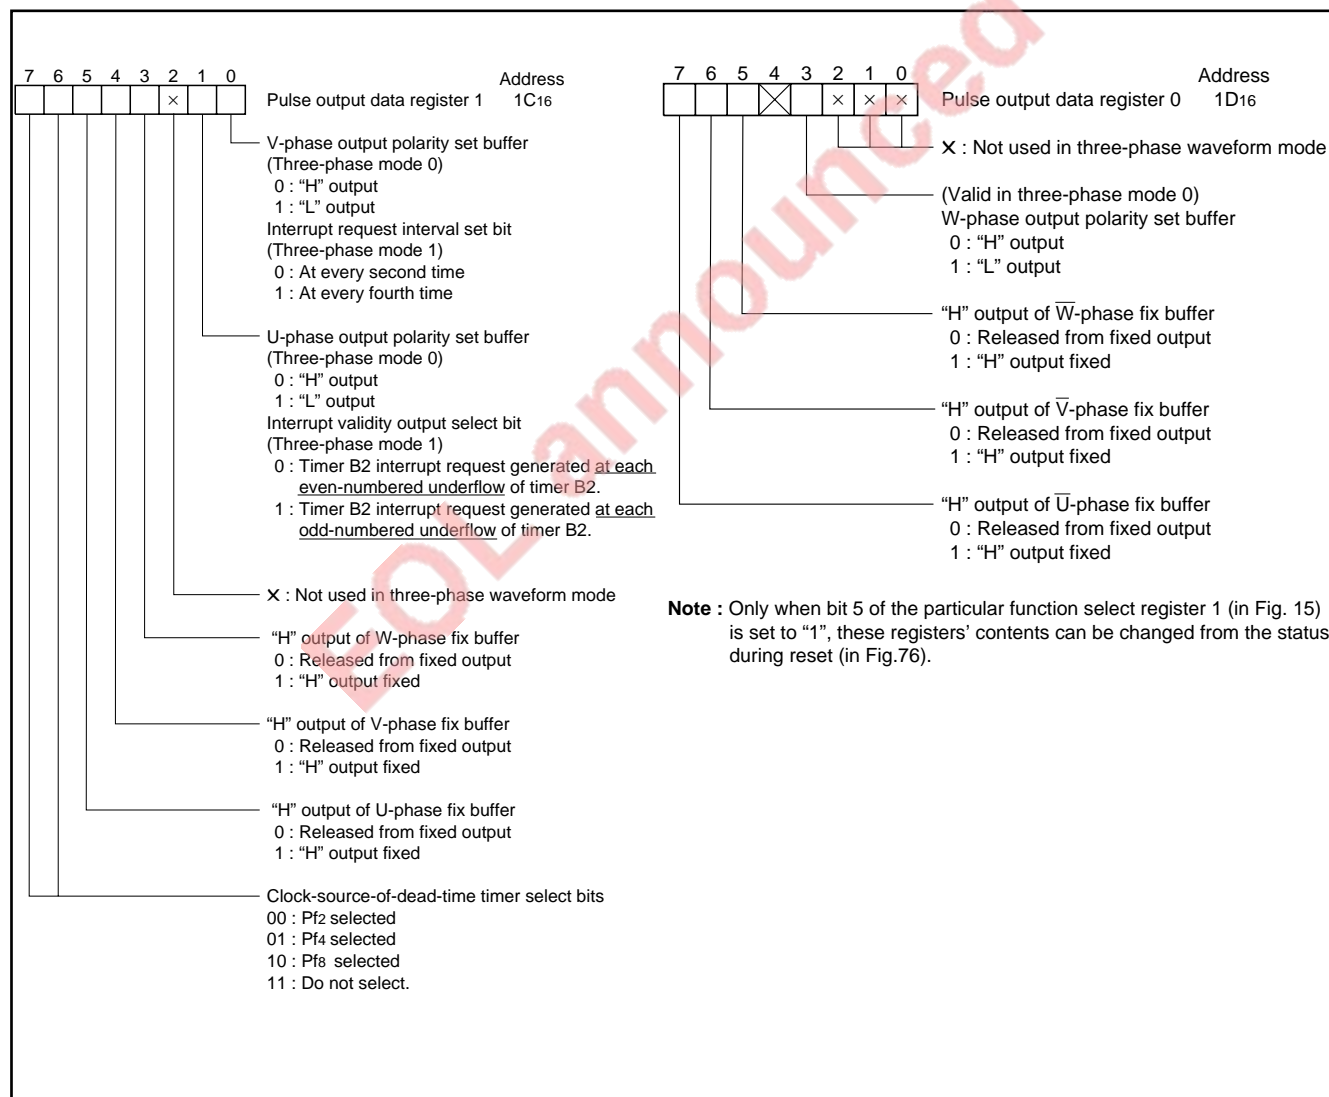 7 6 5 4 3 2 1 0
Address
×
Pulse output data register 1 1C16
V-phase output polarity set buffer
(Three-phase mode 0)
0 : “H” output
1 : “L” output
Interrupt request interval set bit
(Three-phase mode 1)
0 : At every second time
1 : At every fourth time
U-phase output polarity set buffer
(Three-phase mode 0)
0 : “H” output
1 : “L” output
Interrupt validity output select bit
(Three-phase mode 1)
0 : Timer B2 interrupt request generated at each
even-numbered underflow of timer B2.
1 : Timer B2 interrupt request generated at each
odd-numbered underflow of timer B2.
× : Not used in three-phase waveform mode
“H” output of W-phase fix buffer
0 : Released from fixed output
1 : “H” output fixed
“H” output of V-phase fix buffer
0 : Released from fixed output
1 : “H” output fixed
“H” output of U-phase fix buffer
0 : Released from fixed output
1 : “H” output fixed
Clock-source-of-dead-time timer select bits
00 : Pf2 selected
01 : Pf4 selected
10 : Pf8 selected
11 : Do not select.
7 6 5 4 3 2 1 0
Address
× × ×
Pulse output data register 0 1D16
× : Not used in three-phase waveform mode
(Valid in three-phase mode 0)
W-phase output polarity set buffer
0 : “H” output
1 : “L” output
“H” output of W̅-phase fix buffer
0 : Released from fixed output
1 : “H” output fixed
“H” output of V̅-phase fix buffer
0 : Released from fixed output
1 : “H” output fixed
“H” output of U̅-phase fix buffer
0 : Released from fixed output
1 : “H” output fixed
Note : Only when bit 5 of the particular function select register 1 (in Fig. 15)
is set to “1”, these registers’ contents can be changed from the status
during reset (in Fig.76).
EOL announced